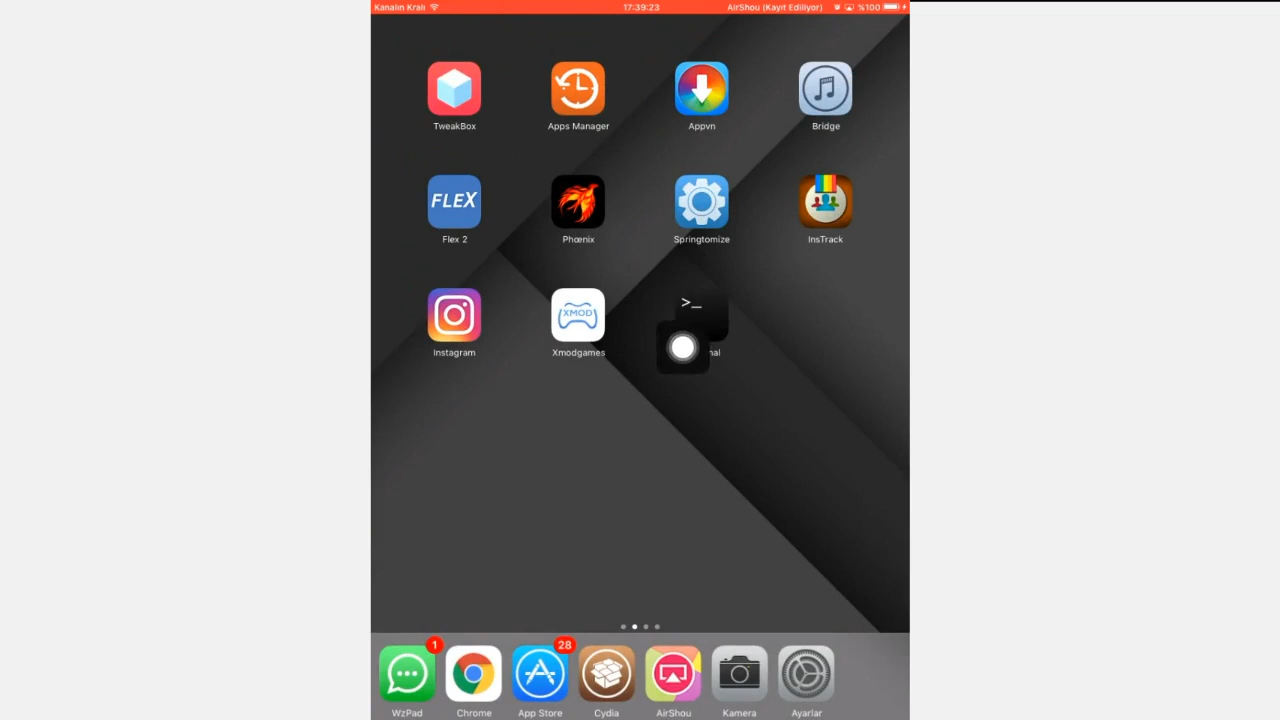 Kanalın Kralı
17:39:23
AirShou (Kayıt Ediliyor)
%100
TweakBox
Apps Manager
Appvn
Bridge
FLEX
Flex 2
Phœnix
Springtomize
InsTrack
XMOD
>_
Instagram
Xmodgames
nal
1
28
WzPad
Chrome
App Store
Cydia
AirShou
Kamera
Ayarlar